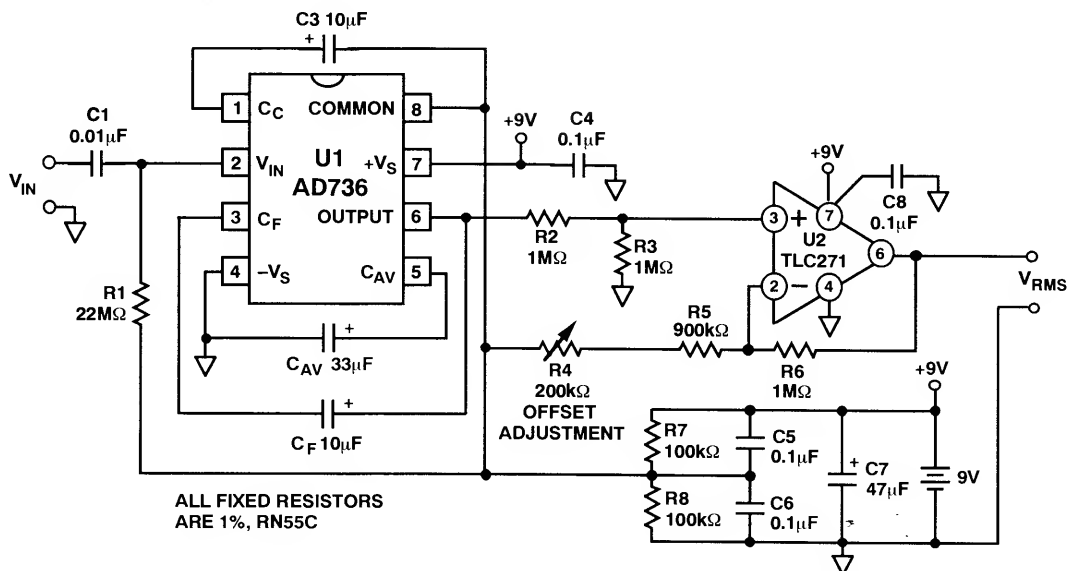 C3 10µF
+
1 CC COMMON 8
C1
0.01µF
VIN
2 VIN
U1
AD736
+VS 7
+9V
C4
0.1µF
3 CF OUTPUT 6
4 –VS CAV 5
R1
22MΩ
+
CAV 33µF
+
CF 10µF
R2
1MΩ
R3
1MΩ
+9V
C8
0.1µF
3 + 7
U2
TLC271
6
2 – 4
VRMS
R4
200kΩ
OFFSET
ADJUSTMENT
R5
900kΩ
R6
1MΩ
+9V
R7
100kΩ
C5
0.1µF
R8
100kΩ
C6
0.1µF
+
C7
47µF
9V
ALL FIXED RESISTORS
ARE 1%, RN55C